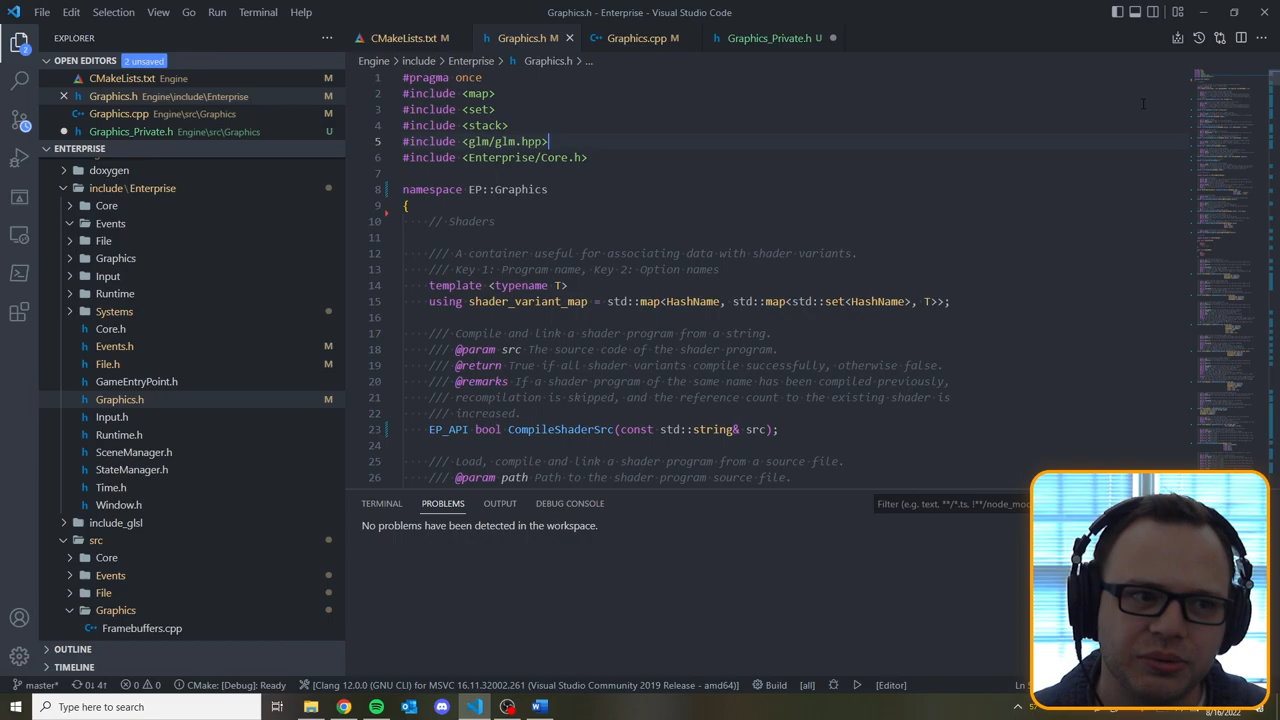 File Edit Selection View Go Run Terminal Help
Graphics.h - Enterprise - Visual Studio Code
EXPLORER
OPEN EDITORS 2 unsaved
CMakeLists.txt Engine M
Graphics.h Engine\include\Enterprise M
Graphics.cpp Engine\src\Graphics M
Graphics_Private.h Engine\src\Graphics U
ENTERPRISE
doxygen
include\Enterprise
Core
Events
File
Graphics
Input
Runtime
Systems
Core.h
Events.h M
File.h M
GameEntryPoint.h
Graphics.h M
Input.h
Runtime.h
SceneManager.h
StateManager.h
Time.h
Window.h
include_glsl
src
Core
Events
File
Graphics
Framebuffers.cpp
OUTLINE
TIMELINE
CMakeLists.txt M
Graphics.h M
Graphics.cpp M
Graphics_Private.h U
Engine > include > Enterprise > Graphics.h > ...
1 #pragma once
2 #include <map>
3 #include <set>
4 #include
5 #include
6 #include <Enterprise/Core.h>
7
8 namespace EP::Graphics
9 {
10 // Shaders
11
12 // A container useful for associating data with shader variants.
13 // Key 1: Program name, Key 2: Option names
14 template <typename T>
15 using shader_variant_map = std::map<HashName, std::map<std::set<HashName>, T>>;
16
17 Compile and link a shader program from a string.
18 @param src The source code of the shader program.
19 @return True if all shader variants compile successfully, otherwise false.
20 @remarks If a shader program of the same name has been compiled previously,
21 recompilation is skipped, and the reference count on the existing shader is
22 increased.
23 EP_API bool CompileShaderSrc(const std::string& src);
24
25 Load, compile and link a shader program from a source file.
26 @param
TERMINAL PROBLEMS OUTPUT DEBUG CONSOLE
Filter (e.g. text, **/*.ts, !**/node_mod
No problems have been detected in the workspace.
master* 0↓ 4↑ 0 0 CMake: [Debug]: Ready [Clang 12.0.0 (GNU CLI) for MSVC 16.11.32002.261 (Visual Studio Community 2019 Release - amd64)] Build [all] [Editor]
Type here to search
8/16/2022